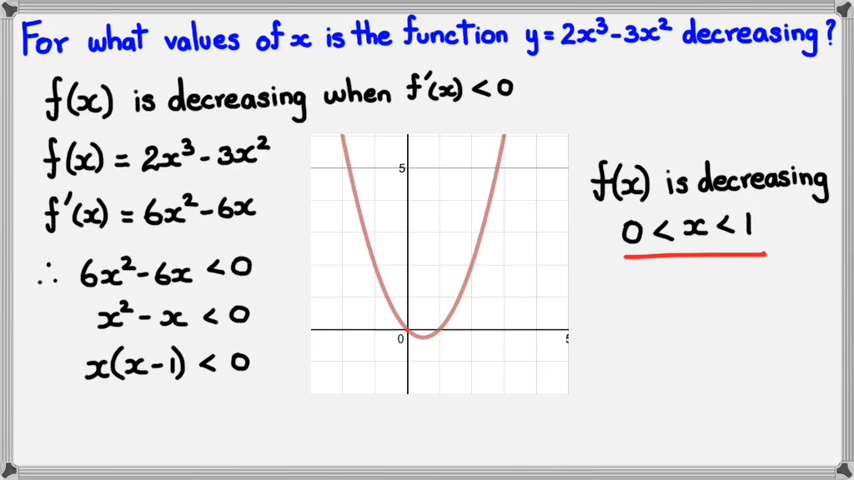 For what values of x is the function y = 2x³ - 3x² decreasing?
f(x) is decreasing when f'(x) < 0
f(x) = 2x³ - 3x²
f'(x) = 6x² - 6x
∴ 6x² - 6x < 0
x² - x < 0
x(x - 1) < 0
5
0
5
f(x) is decreasing
0 < x < 1